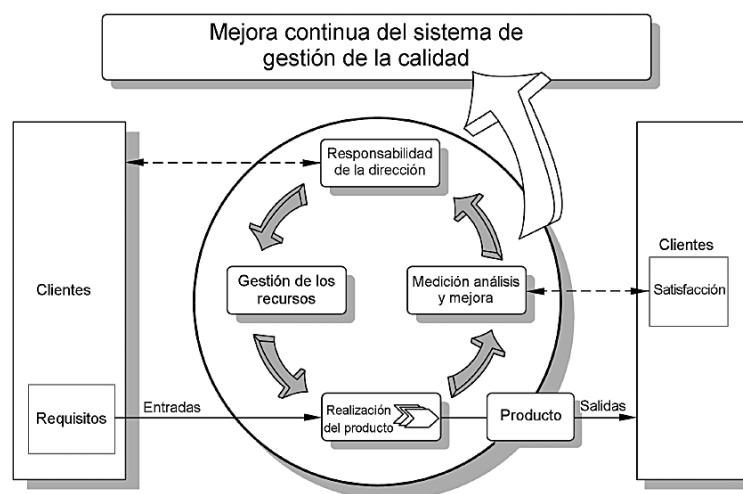 Mejora continua del sistema de
gestión de la calidad
Responsabilidad
de la dirección
Clientes
Gestión de los
recursos
Medición análisis
y mejora
Clientes
Satisfacción
Requisitos
Entradas
Realización
del producto
Producto
Salidas